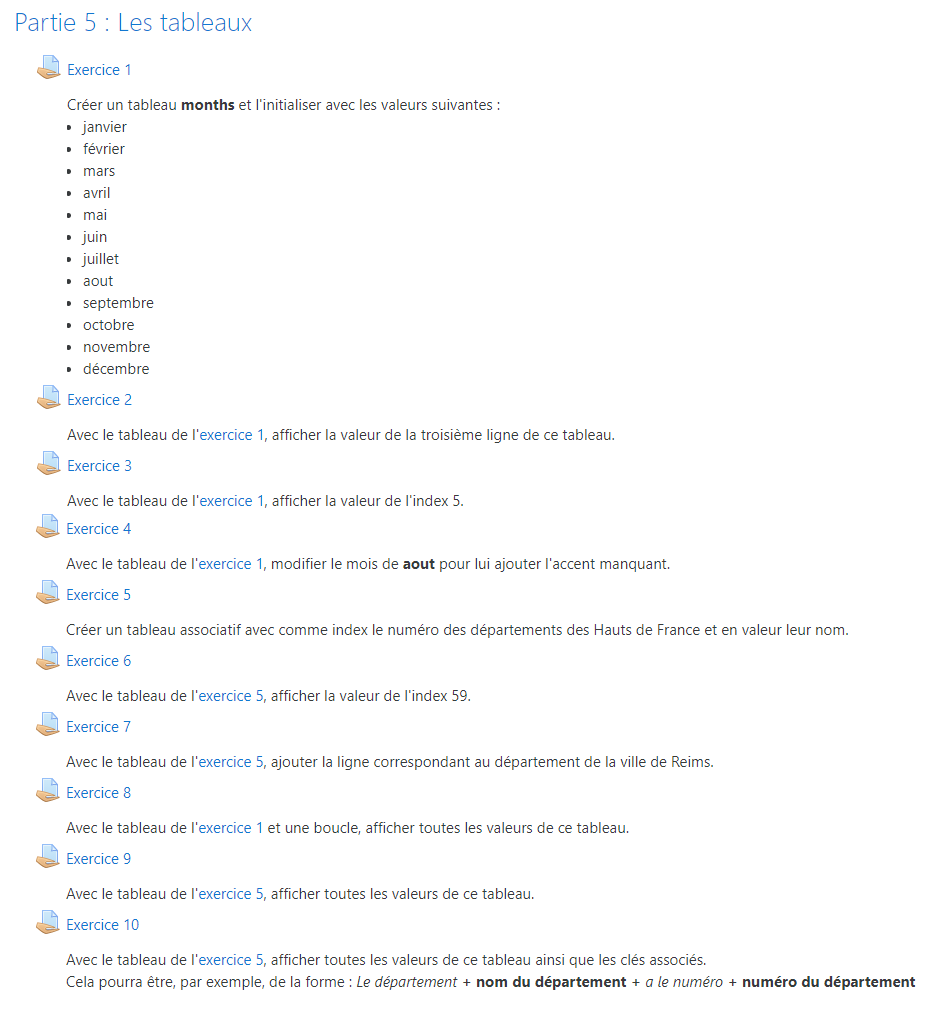 Partie 5 : Les tableaux
Exercice 1
Créer un tableau months et l'initialiser avec les valeurs suivantes :
janvier
février
mars
avril
mai
juin
juillet
aout
septembre
octobre
novembre
décembre
Exercice 2
Avec le tableau de l'exercice 1, afficher la valeur de la troisième ligne de ce tableau.
Exercice 3
Avec le tableau de l'exercice 1, afficher la valeur de l'index 5.
Exercice 4
Avec le tableau de l'exercice 1, modifier le mois de aout pour lui ajouter l'accent manquant.
Exercice 5
Créer un tableau associatif avec comme index le numéro des départements des Hauts de France et en valeur leur nom.
Exercice 6
Avec le tableau de l'exercice 5, afficher la valeur de l'index 59.
Exercice 7
Avec le tableau de l'exercice 5, ajouter la ligne correspondant au département de la ville de Reims.
Exercice 8
Avec le tableau de l'exercice 1 et une boucle, afficher toutes les valeurs de ce tableau.
Exercice 9
Avec le tableau de l'exercice 5, afficher toutes les valeurs de ce tableau.
Exercice 10
Avec le tableau de l'exercice 5, afficher toutes les valeurs de ce tableau ainsi que les clés associés.
Cela pourra être, par exemple, de la forme : Le département + nom du département + a le numéro + numéro du département